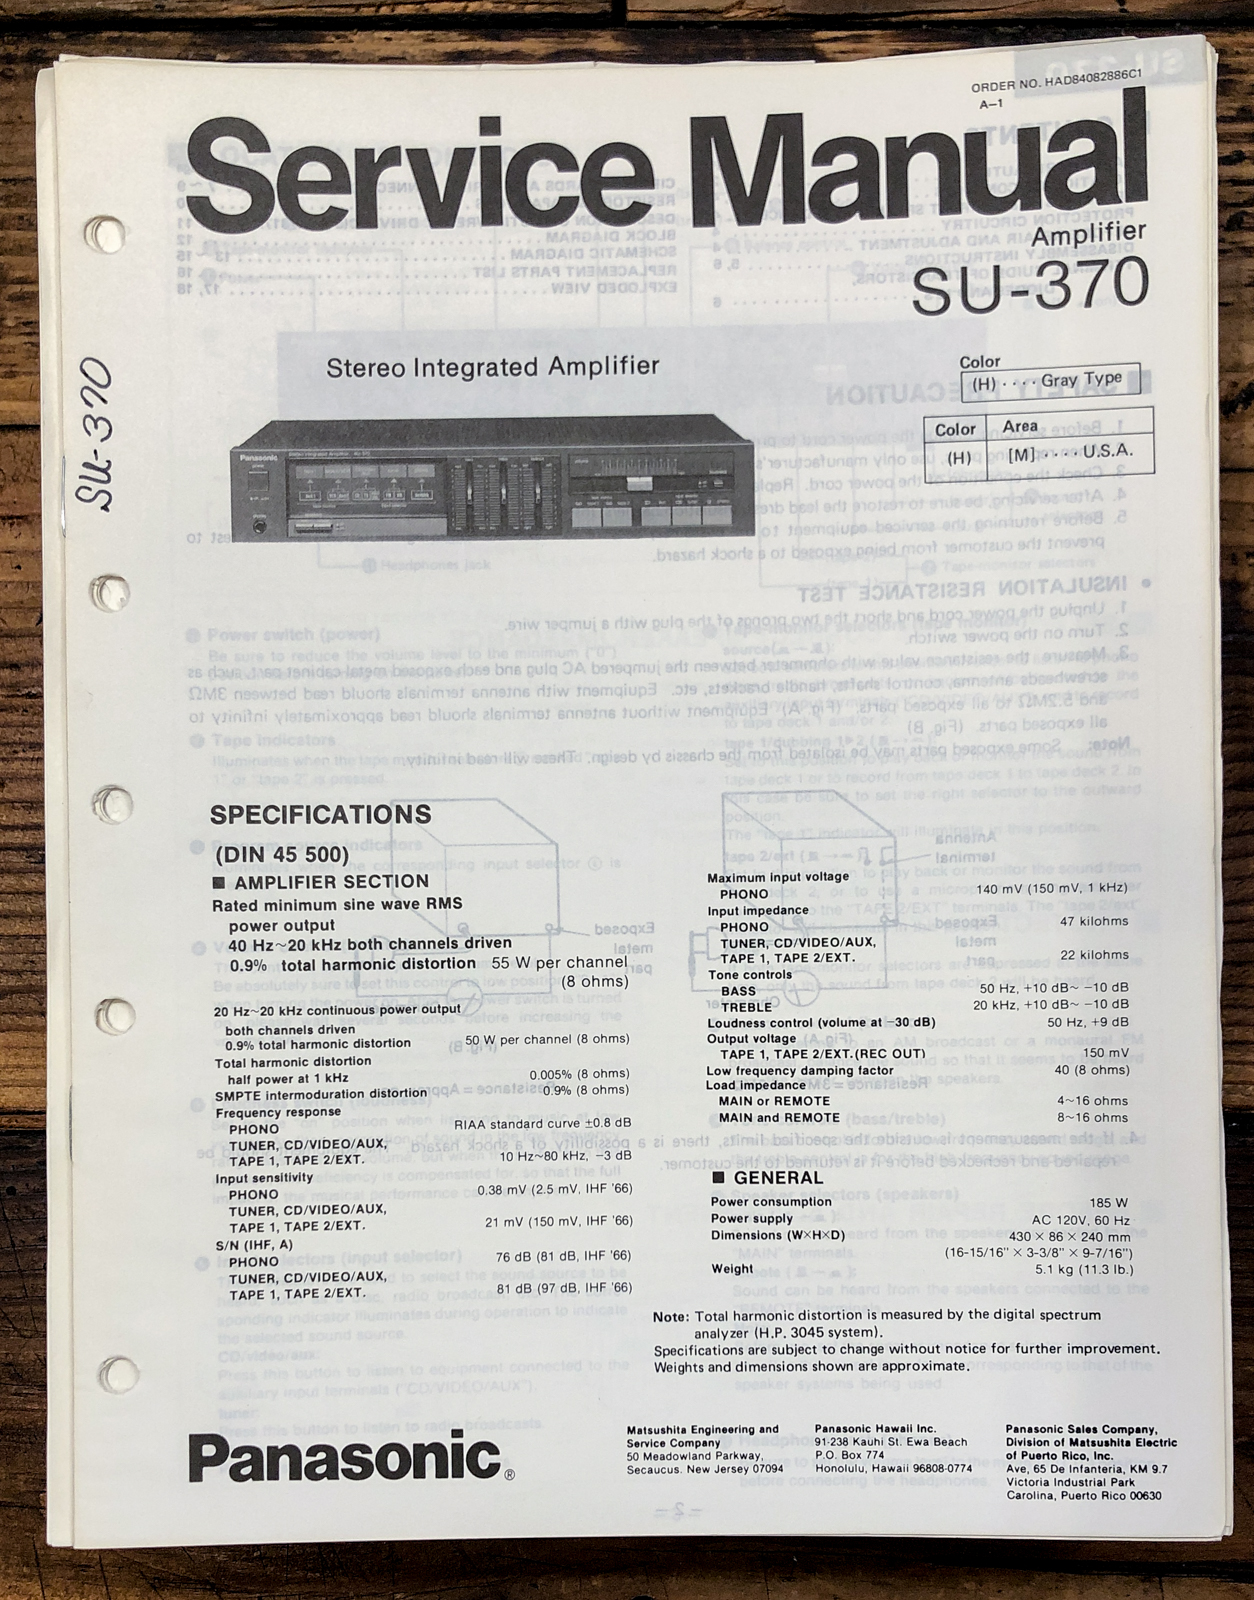 ORDER NO. HAD84082886C1
A-1
Service Manual
Amplifier
SU-370
SU-370
Stereo Integrated Amplifier
Color
(H) ···· Gray Type
Color Area
(H) [M] ···· U.S.A.
Panasonic
SPECIFICATIONS
(DIN 45 500)
■ AMPLIFIER SECTION
Rated minimum sine wave RMS
power output
40 Hz~20 kHz both channels driven
0.9% total harmonic distortion 55 W per channel
(8 ohms)
20 Hz~20 kHz continuous power output
both channels driven
0.9% total harmonic distortion 50 W per channel (8 ohms)
Total harmonic distortion
half power at 1 kHz 0.005% (8 ohms)
SMPTE intermoduration distortion 0.9% (8 ohms)
Frequency response
PHONO RIAA standard curve ±0.8 dB
TUNER, CD/VIDEO/AUX,
TAPE 1, TAPE 2/EXT. 10 Hz~80 kHz, −3 dB
Input sensitivity
PHONO 0.38 mV (2.5 mV, IHF '66)
TUNER, CD/VIDEO/AUX,
TAPE 1, TAPE 2/EXT. 21 mV (150 mV, IHF '66)
S/N (IHF, A)
PHONO 76 dB (81 dB, IHF '66)
TUNER, CD/VIDEO/AUX,
TAPE 1, TAPE 2/EXT. 81 dB (97 dB, IHF '66)
Maximum input voltage
PHONO 140 mV (150 mV, 1 kHz)
Input impedance
PHONO 47 kilohms
TUNER, CD/VIDEO/AUX,
TAPE 1, TAPE 2/EXT. 22 kilohms
Tone controls
BASS 50 Hz, +10 dB~ −10 dB
TREBLE 20 kHz, +10 dB~ −10 dB
Loudness control (volume at −30 dB) 50 Hz, +9 dB
Output voltage
TAPE 1, TAPE 2/EXT.(REC OUT) 150 mV
Low frequency damping factor 40 (8 ohms)
Load impedance
MAIN or REMOTE 4~16 ohms
MAIN and REMOTE 8~16 ohms
■ GENERAL
Power consumption 185 W
Power supply AC 120V, 60 Hz
Dimensions (W×H×D) 430 × 86 × 240 mm
(16-15/16" × 3-3/8" × 9-7/16")
Weight 5.1 kg (11.3 lb.)
Note: Total harmonic distortion is measured by the digital spectrum
analyzer (H.P. 3045 system).
Specifications are subject to change without notice for further improvement.
Weights and dimensions shown are approximate.
Panasonic®
Matsushita Engineering and
Service Company
50 Meadowland Parkway,
Secaucus. New Jersey 07094
Panasonic Hawaii Inc.
91-238 Kauhi St. Ewa Beach
P.O. Box 774
Honolulu, Hawaii 96808-0774
Panasonic Sales Company,
Division of Matsushita Electric
of Puerto Rico, Inc.
Ave, 65 De Infanteria, KM 9.7
Victoria Industrial Park
Carolina, Puerto Rico 00630